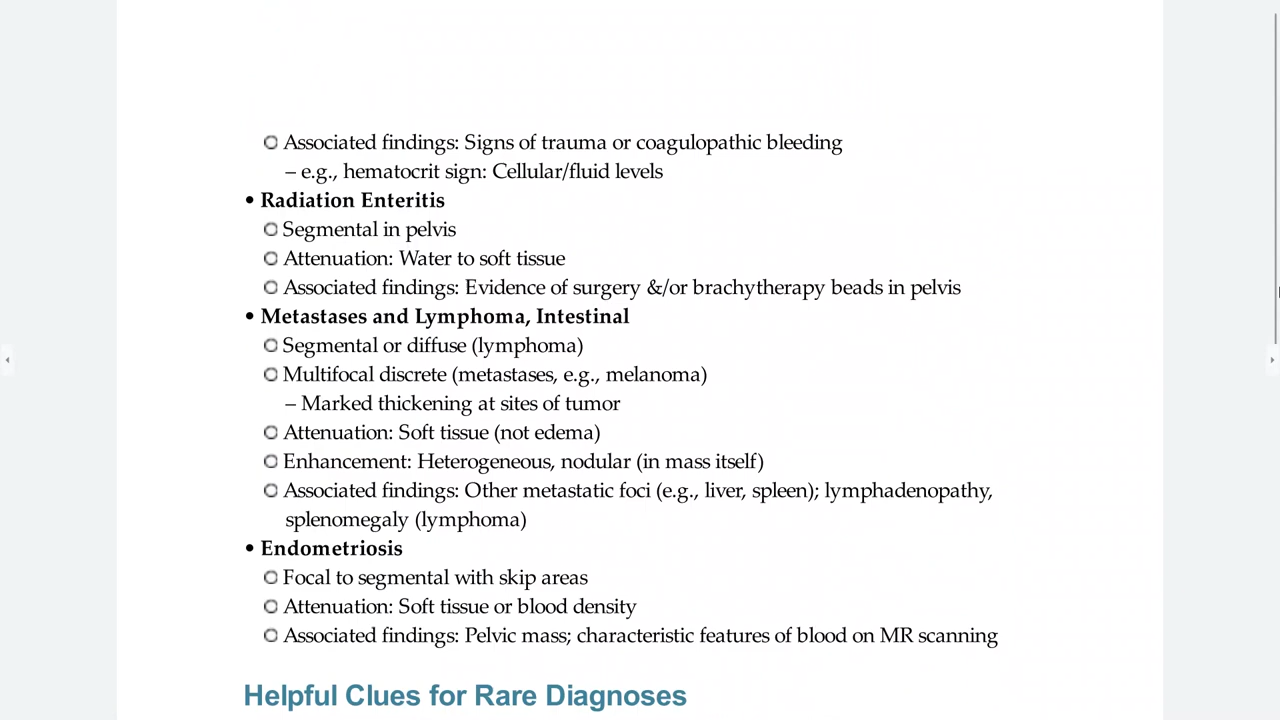 ○ Associated findings: Signs of trauma or coagulopathic bleeding
– e.g., hematocrit sign: Cellular/fluid levels
• Radiation Enteritis
○ Segmental in pelvis
○ Attenuation: Water to soft tissue
○ Associated findings: Evidence of surgery &/or brachytherapy beads in pelvis
• Metastases and Lymphoma, Intestinal
○ Segmental or diffuse (lymphoma)
○ Multifocal discrete (metastases, e.g., melanoma)
– Marked thickening at sites of tumor
○ Attenuation: Soft tissue (not edema)
○ Enhancement: Heterogeneous, nodular (in mass itself)
○ Associated findings: Other metastatic foci (e.g., liver, spleen); lymphadenopathy,
splenomegaly (lymphoma)
• Endometriosis
○ Focal to segmental with skip areas
○ Attenuation: Soft tissue or blood density
○ Associated findings: Pelvic mass; characteristic features of blood on MR scanning
Helpful Clues for Rare Diagnoses